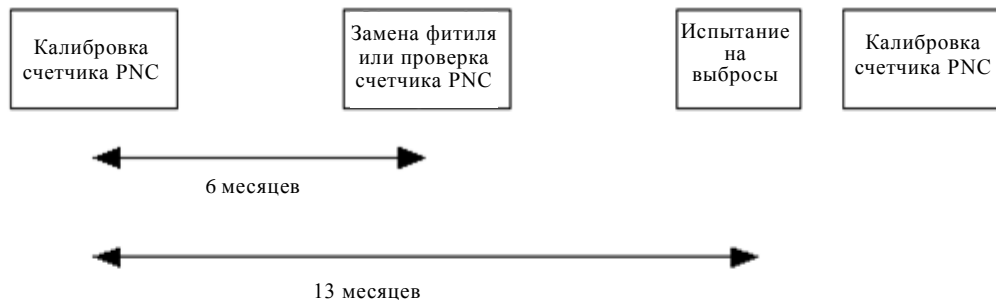 Калибровка
счетчика PNC
Замена фитиля
или проверка
счетчика PNC
Испытание
на
выбросы
Калибровка
счетчика PNC
6 месяцев
13 месяцев